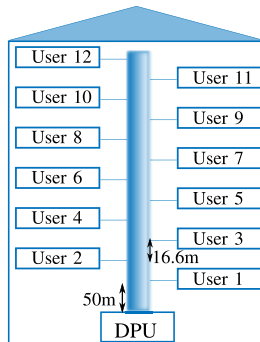 User 12
User 11
User 10
User 9
User 8
User 7
User 6
User 5
User 4
User 3
16.6m
User 2
User 1
50m
DPU